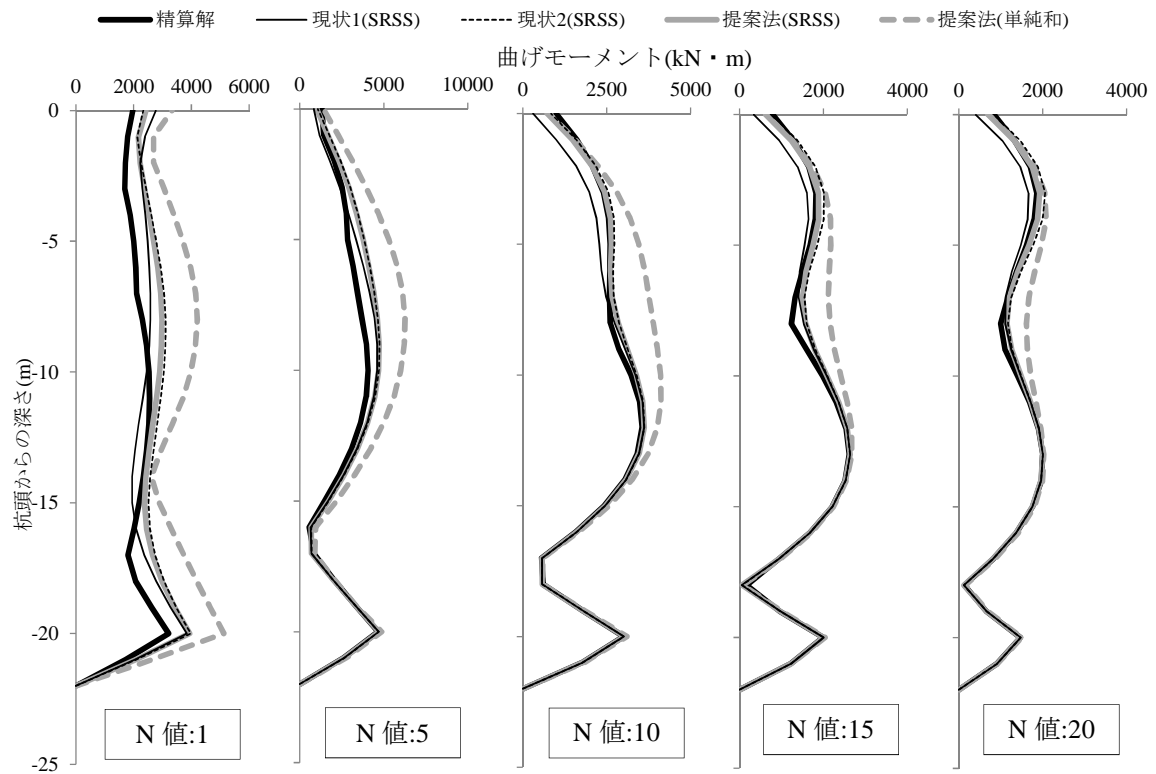 精算解 現状1(SRSS) 現状2(SRSS) 提案法(SRSS) 提案法(単純和)
曲げモーメント(kN・m)
0 2000 4000 6000 0 5000 10000 0 2500 5000 0 2000 4000 0 2000 4000
0
-5
-10
-15
-20
-25
杭頭からの深さ(m)
N 値:1 N 値:5 N 値:10 N 値:15 N 値:20